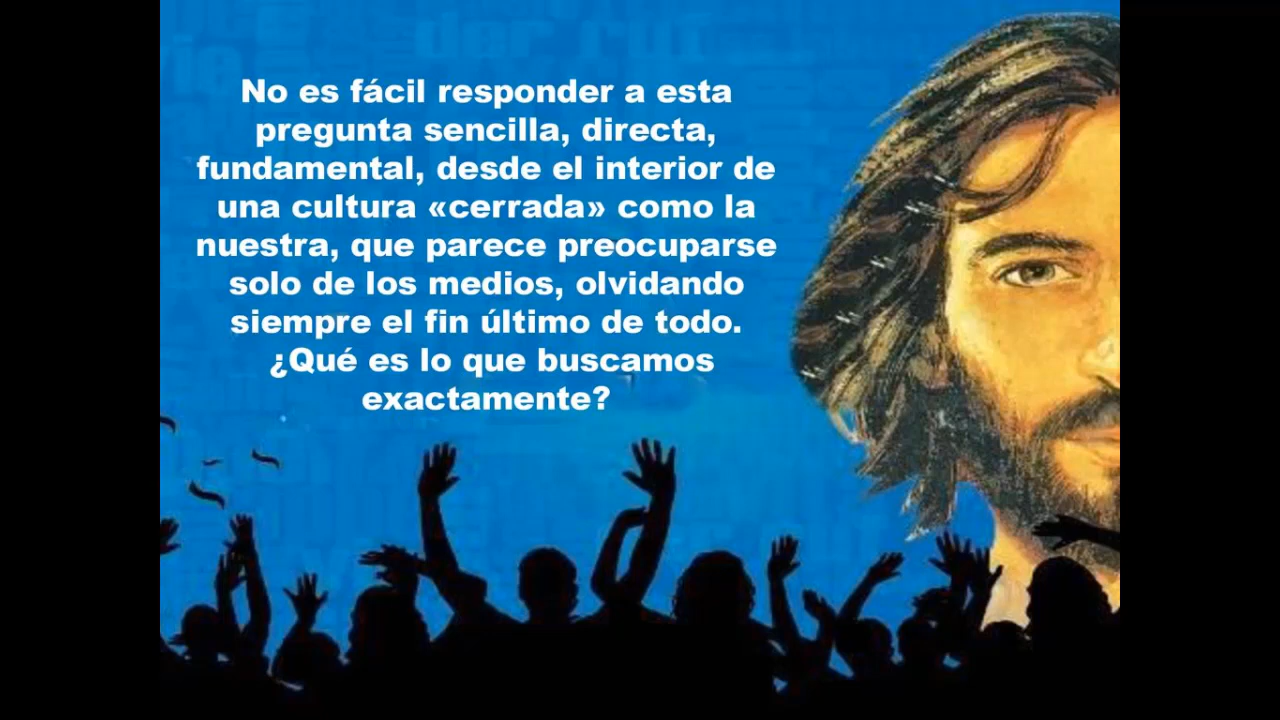 No es fácil responder a esta
pregunta sencilla, directa,
fundamental, desde el interior de
una cultura «cerrada» como la
nuestra, que parece preocuparse
solo de los medios, olvidando
siempre el fin último de todo.
¿Qué es lo que buscamos
exactamente?